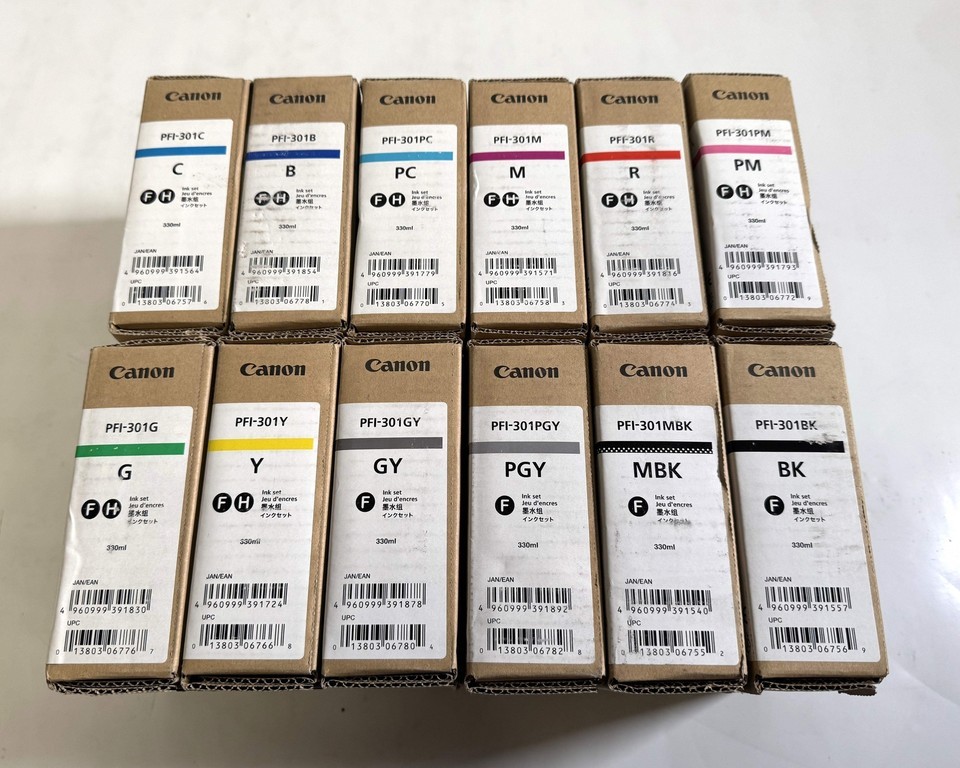 Canon
PFI-301C
C
F H Ink set
Jeu d'encres
墨水组
インクセット
330ml
JAN/EAN
4 960999 391564
UPC
0 13803 06757 6
Canon
PFI-301B
B
F H Ink set
Jeu d'encres
墨水组
インクセット
330ml
JAN/EAN
4 960999 391854
UPC
0 13803 06778 1
Canon
PFI-301PC
PC
F H Ink set
Jeu d'encres
墨水组
インクセット
330ml
JAN/EAN
4 960999 391779
UPC
0 13803 06770 5
Canon
PFI-301M
M
F H Ink set
Jeu d'encres
墨水组
インクセット
330ml
JAN/EAN
4 960999 391571
UPC
0 13803 06758 3
Canon
PFI-301R
R
F H Ink set
Jeu d'encres
墨水组
インクセット
330ml
JAN/EAN
4 960999 391816
UPC
0 13803 06774 3
Canon
PFI-301PM
PM
F H Ink set
Jeu d'encres
墨水组
インクセット
330ml
JAN/EAN
4 960999 391793
UPC
0 13803 06772 9
Canon
PFI-301G
G
F H Ink set
Jeu d'encres
墨水组
インクセット
330ml
JAN/EAN
4 960999 391830
UPC
0 13803 06776 7
Canon
PFI-301Y
Y
F H Ink set
Jeu d'encres
墨水组
インクセット
330ml
JAN/EAN
4 960999 391724
UPC
0 13803 06766 8
Canon
PFI-301GY
GY
F Ink set
Jeu d'encres
墨水组
インクセット
330ml
JAN/EAN
4 960999 391878
UPC
0 13803 06780 4
Canon
PFI-301PGY
PGY
F Ink set
Jeu d'encres
墨水组
インクセット
330ml
JAN/EAN
4 960999 391892
UPC
0 13803 06782 8
Canon
PFI-301MBK
MBK
F Ink set
Jeu d'encres
墨水组
インクセット
330ml
JAN/EAN
4 960999 391540
UPC
0 13803 06755 2
Canon
PFI-301BK
BK
F Ink set
Jeu d'encres
墨水组
インクセット
330ml
JAN/EAN
4 960999 391557
UPC
0 13803 06756 9